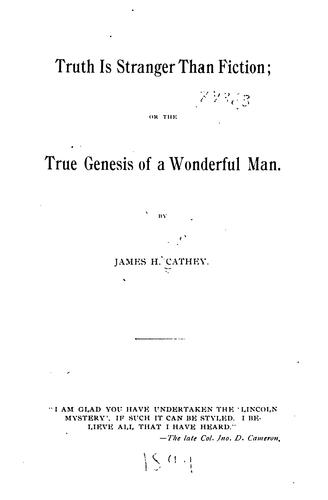 Truth Is Stranger Than Fiction;
OR THE
True Genesis of a Wonderful Man.
BY
JAMES H. CATHEY.
"I AM GLAD YOU HAVE UNDERTAKEN THE 'LINCOLN
MYSTERY', IF SUCH IT CAN BE STYLED. I BE-
LIEVE ALL THAT I HAVE HEARD."
—The late Col. Jno. D. Cameron,
1899